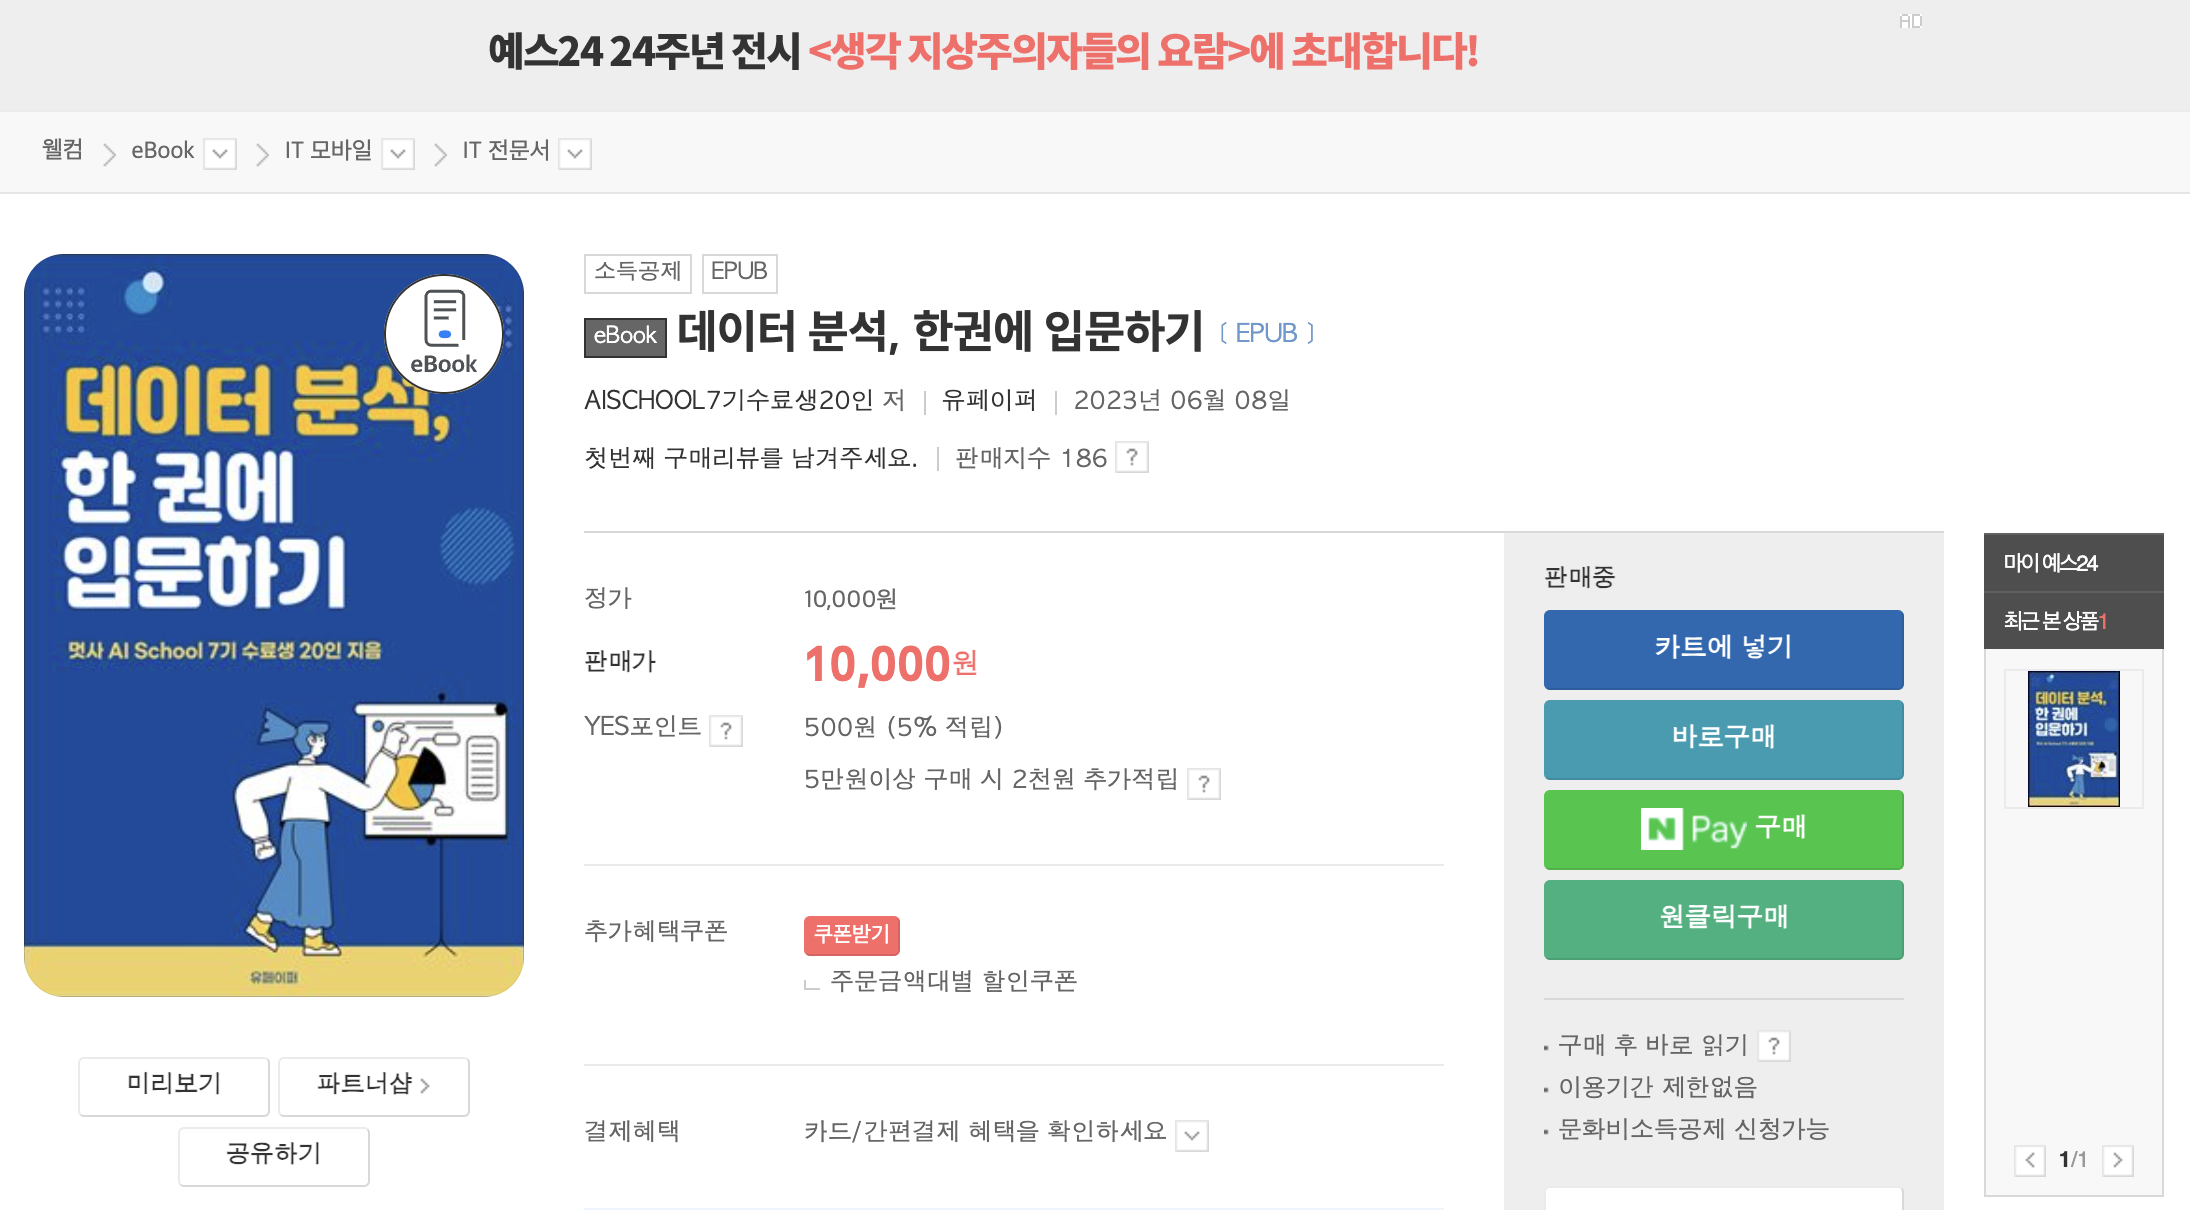 AD
예스24 24주년 전시 <생각 지상주의자들의 요람>에 초대합니다!
웰컴 eBook IT 모바일 IT 전문서
eBook
데이터 분석,
한 권에
입문하기
멋사 AI School 7기 수료생 20인 지음
유페이퍼
미리보기 파트너샵
공유하기
소득공제 EPUB
eBook 데이터 분석, 한권에 입문하기 [ EPUB ]
AISCHOOL7기수료생20인 저 | 유페이퍼 | 2023년 06월 08일
첫번째 구매리뷰를 남겨주세요. | 판매지수 186 ?
정가 10,000원
판매가 10,000원
YES포인트 ? 500원 (5% 적립)
5만원이상 구매 시 2천원 추가적립 ?
추가혜택쿠폰 쿠폰받기
주문금액대별 할인쿠폰
결제혜택 카드/간편결제 혜택을 확인하세요
판매중
카트에 넣기
바로구매
N Pay 구매
원클릭구매
구매 후 바로 읽기 ?
이용기간 제한없음
문화비소득공제 신청가능
마이 예스24
최근 본 상품1
데이터 분석,
한 권에
입문하기
1/1